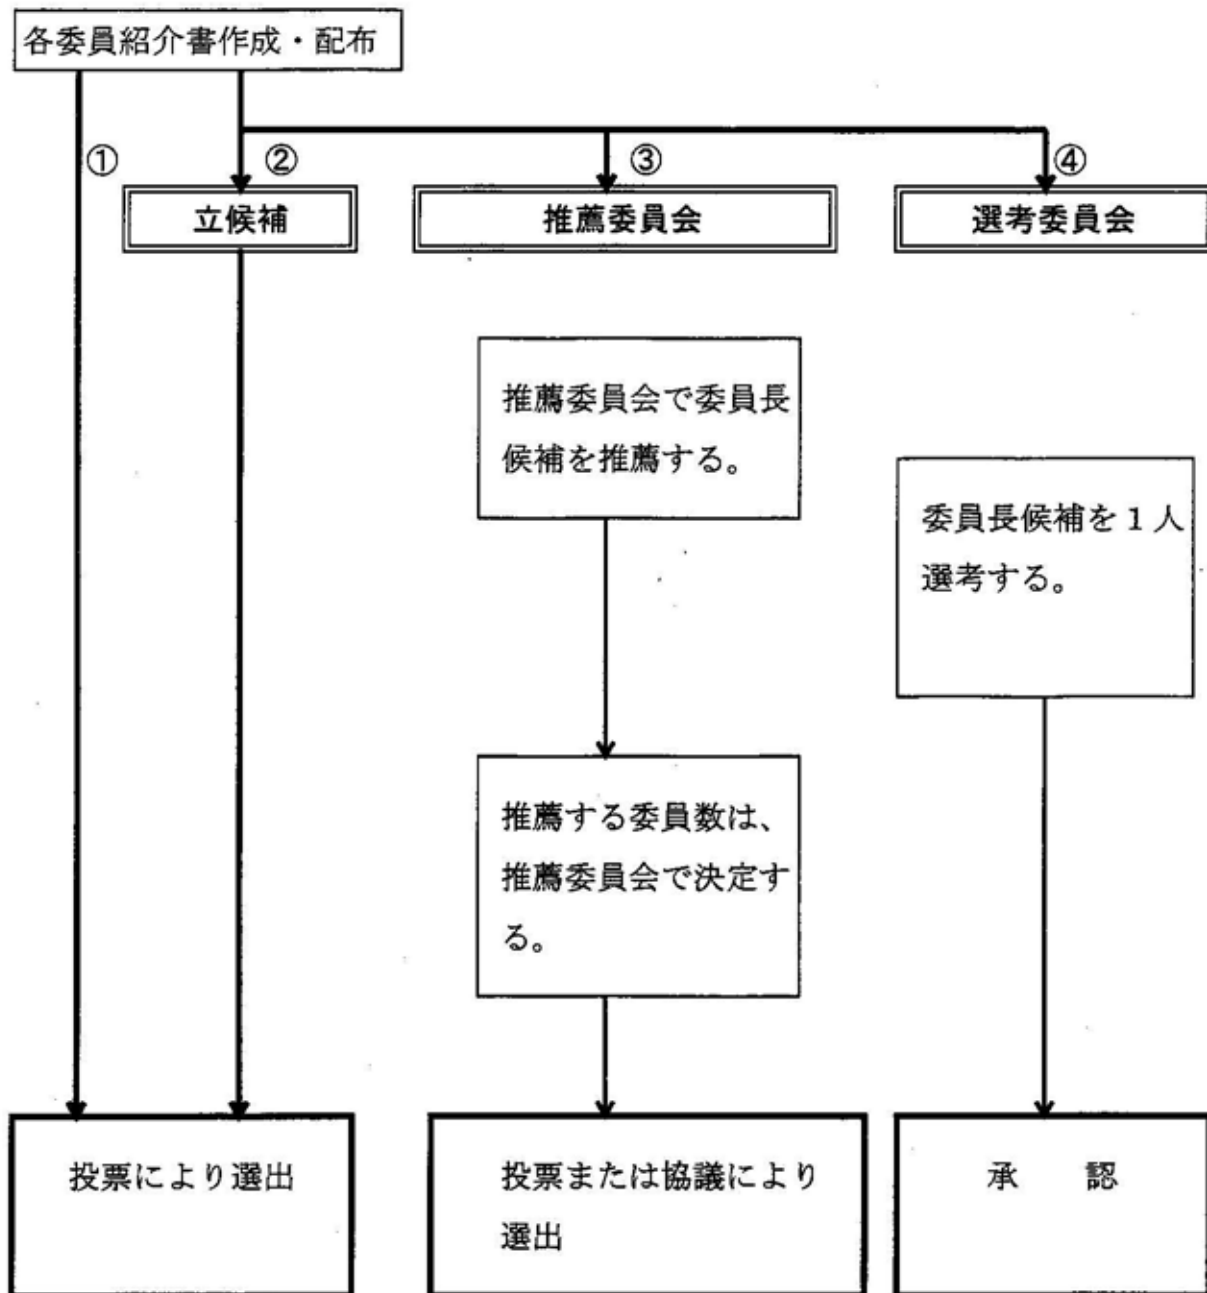 各委員紹介書作成・配布
①
②
③
④
立候補
推薦委員会
選考委員会
推薦委員会で委員長
候補を推薦する。
委員長候補を1人
選考する。
推薦する委員数は、
推薦委員会で決定す
る。
投票により選出
投票または協議により
選出
承　認